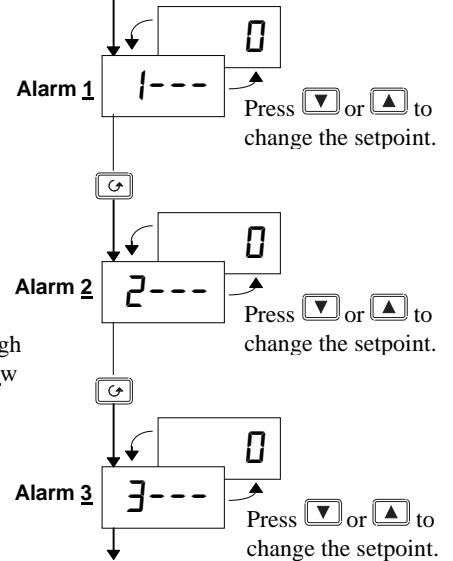 0
Alarm 1
1---
Press ▼ or ▲ to
change the setpoint.
0
Alarm 2
2---
Press ▼ or ▲ to
change the setpoint.
gh
w
0
Alarm 3
3---
Press ▼ or ▲ to
change the setpoint.